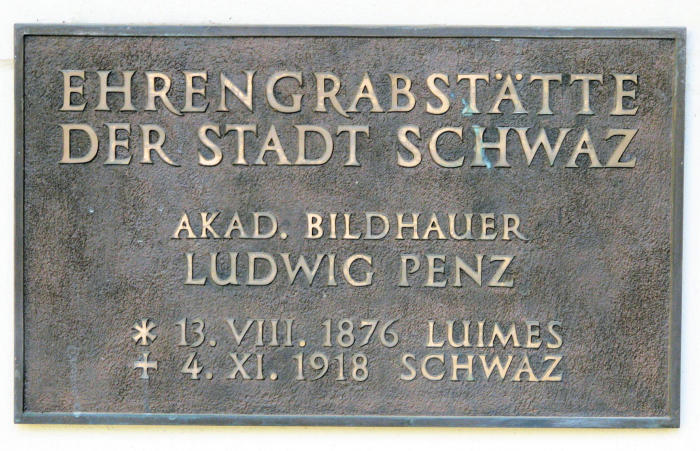 EHRENGRABSTÄTTE
DER STADT SCHWAZ
AKAD. BILDHAUER
LUDWIG PENZ
* 13. VIII. 1876 LUIMES
+ 4. XI. 1918 SCHWAZ